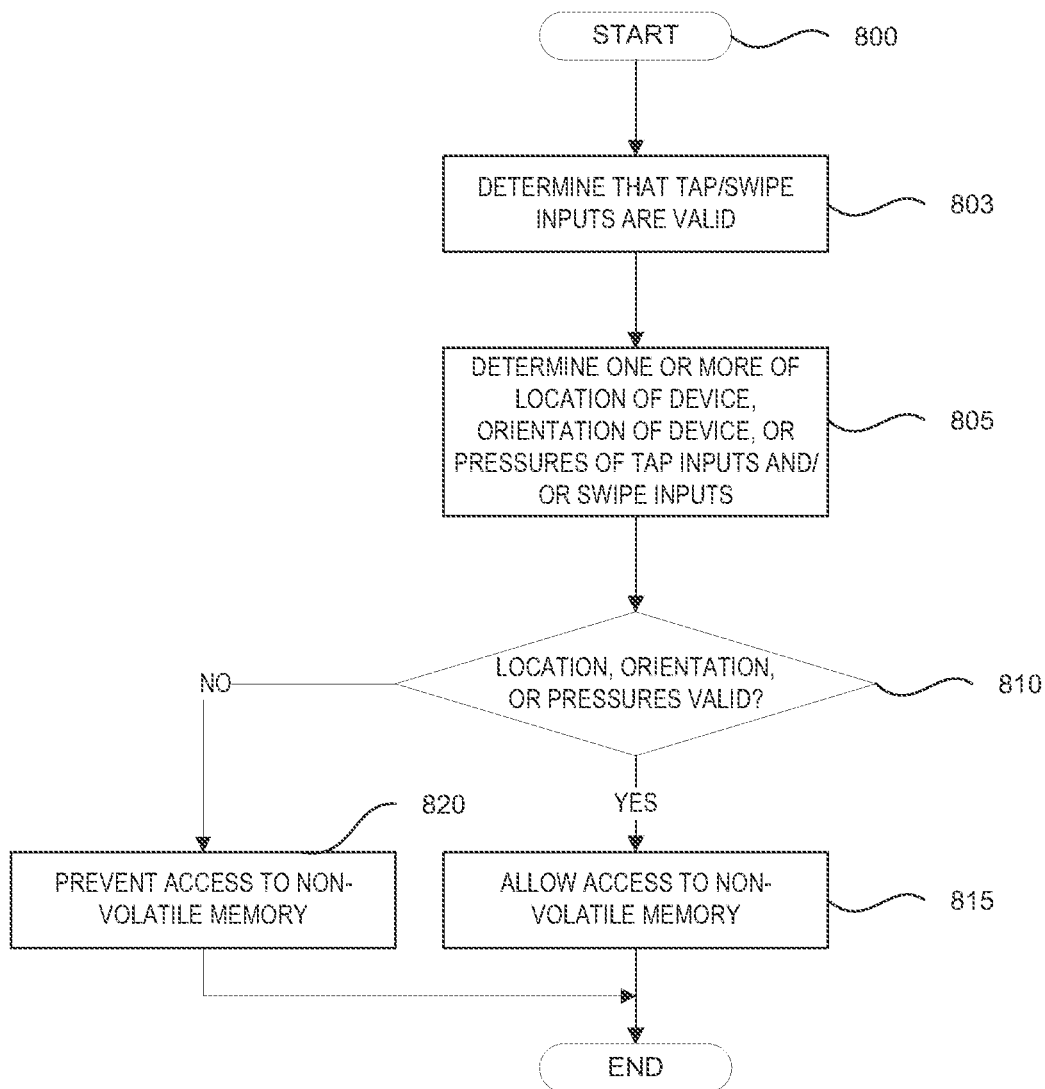 START
800
DETERMINE THAT TAP/SWIPE
INPUTS ARE VALID
803
DETERMINE ONE OR MORE OF
LOCATION OF DEVICE,
ORIENTATION OF DEVICE, OR
PRESSURES OF TAP INPUTS AND/
OR SWIPE INPUTS
805
LOCATION, ORIENTATION,
OR PRESSURES VALID?
810
NO
YES
820
PREVENT ACCESS TO NON-
VOLATILE MEMORY
ALLOW ACCESS TO NON-
VOLATILE MEMORY
815
END